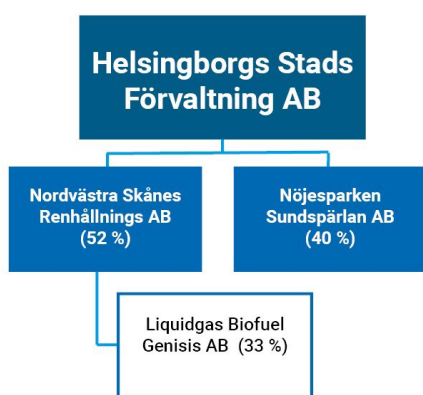 Helsingborgs Stads
Förvaltning AB
Nordvästra Skånes
Renhållnings AB
(52 %)
Nöjesparken
Sundspärlan AB
(40 %)
Liquidgas Biofuel
Genisis AB (33 %)